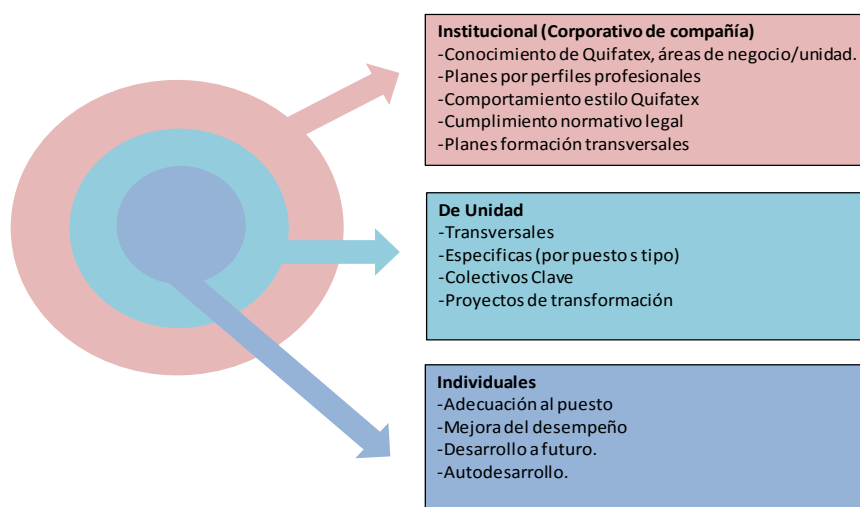 Institucional (Corporativo de compañía)
-Conocimiento de Quifatex, áreas de negocio/unidad.
-Planes por perfiles profesionales
-Comportamiento estilo Quifatex
-Cumplimiento normativo legal
-Planes formación transversales
De Unidad
-Transversales
-Especificas (por puesto s tipo)
-Colectivos Clave
-Proyectos de transformación
Individuales
-Adecuación al puesto
-Mejora del desempeño
-Desarrollo a futuro.
-Autodesarrollo.